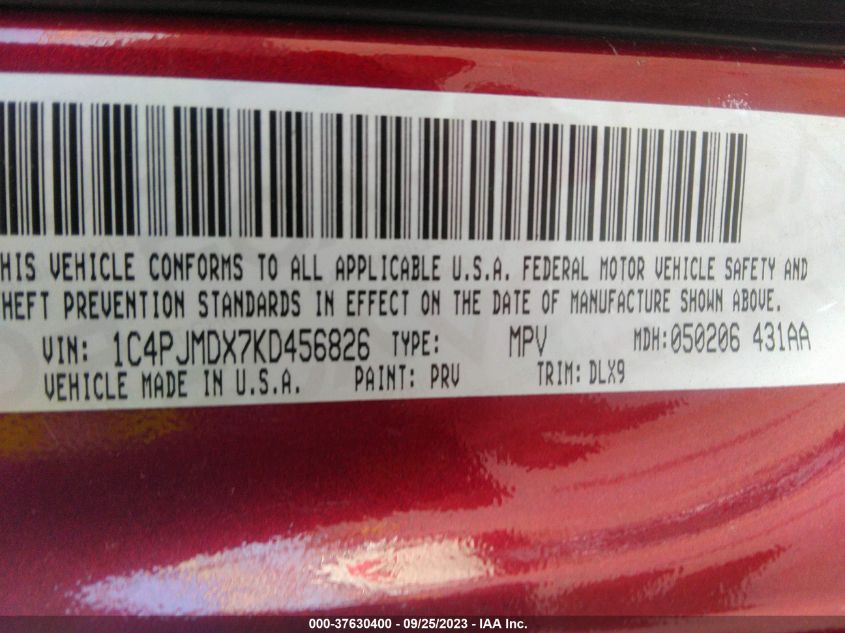 HIS VEHICLE CONFORMS TO ALL APPLICABLE U.S.A. FEDERAL MOTOR VEHICLE SAFETY AND
HEFT PREVENTION STANDARDS IN EFFECT ON THE DATE OF MANUFACTURE SHOWN ABOVE.
VIN: 1C4PJMDX7KD456826 TYPE: MPV MDH:050206 431AA
VEHICLE MADE IN U.S.A. PAINT: PRV TRIM: DLX9
000-37630400 - 09/25/2023 - IAA Inc.